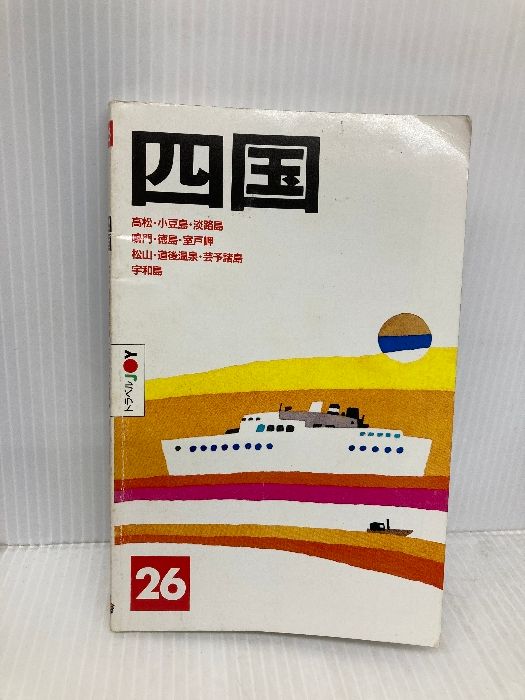 四国
高松・小豆島・淡路島
鳴門・徳島・室戸岬
松山・道後温泉・芸予諸島
宇和島
トラベルJOY
26